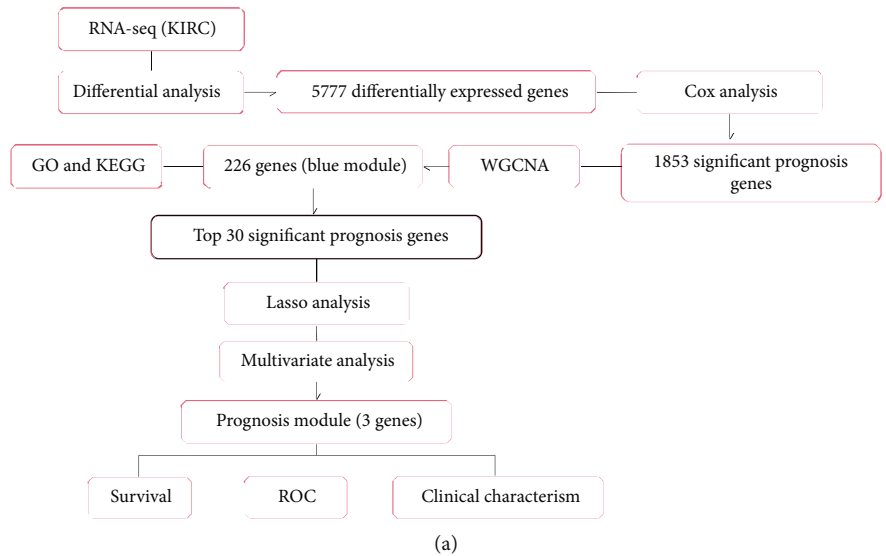 RNA-seq (KIRC)
Differential analysis
5777 differentially expressed genes
Cox analysis
GO and KEGG
226 genes (blue module)
WGCNA
1853 significant prognosis
genes
Top 30 significant prognosis genes
Lasso analysis
Multivariate analysis
Prognosis module (3 genes)
Survival
ROC
Clinical characterism
(a)